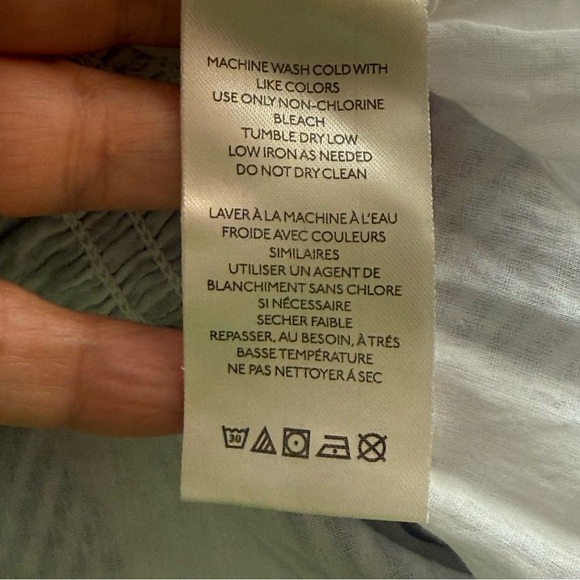 MACHINE WASH COLD WITH
LIKE COLORS
USE ONLY NON-CHLORINE
BLEACH
TUMBLE DRY LOW
LOW IRON AS NEEDED
DO NOT DRY CLEAN
LAVER À LA MACHINE À L'EAU
FROIDE AVEC COULEURS
SIMILAIRES
UTILISER UN AGENT DE
BLANCHIMENT SANS CHLORE
SI NÉCESSAIRE
SECHER FAIBLE
REPASSER, AU BESOIN, À TRÉS
BASSE TEMPÉRATURE
NE PAS NETTOYER Á SEC
30